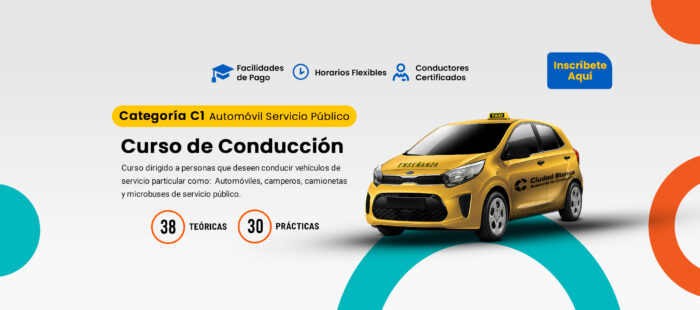 Facilidades
de Pago
Horarios Flexibles
Conductores
Certificados
Inscríbete
Aquí
Categoría C1 Automóvil Servicio Público
Curso de Conducción
Curso dirigido a personas que deseen conducir vehículos de
servicio particular como: Automóviles, camperos, camionetas
y microbuses de servicio público.
38 TEÓRICAS
30 PRÁCTICAS
TAXI
ENSEÑANZA
Ciudad Blanca